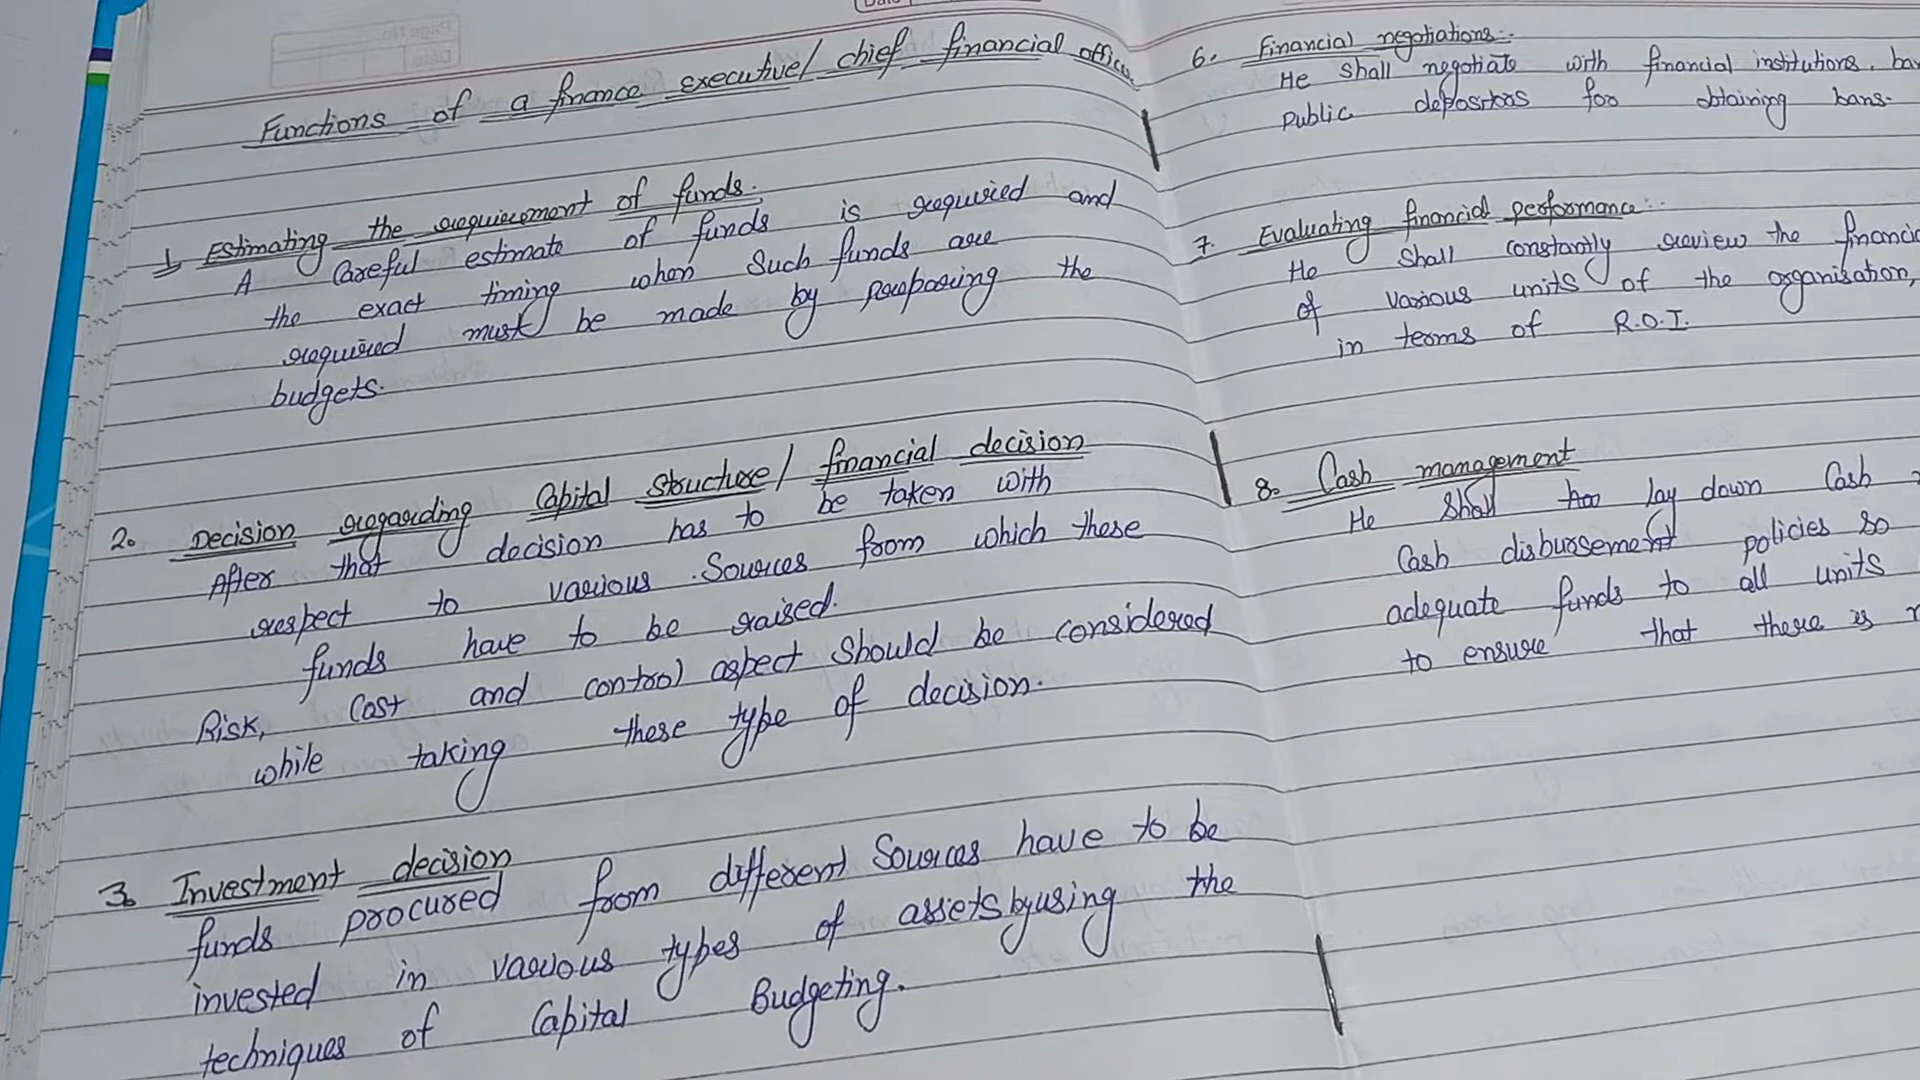 Functions of a finance executive/ chief financial officer
1. Estimating the requirement of funds.
A Careful estimate of funds is required and
the exact timing when Such funds are
required must be made by preparing the
budgets.
2. Decision regarding Capital Structure/ financial decision
After that decision has to be taken with
respect to various Sources from which these
funds have to be raised.
Risk, Cost and control aspect Should be considered
while taking these type of decision.
3. Investment decision
funds procured from different Sources have to be
invested in various types of assets by using the
techniques of Capital Budgeting.
6. Financial negotiations:-
He Shall negotiate with financial institutions,
Public depositors for obtaining
7. Evaluating financial performance:-
He Shall constantly review the
of various units of the organisation,
in terms of R.O.I.
8. Cash management
He Shall lay down Cash
Cash disbursement policies so
adequate funds to all units
to ensure that there is